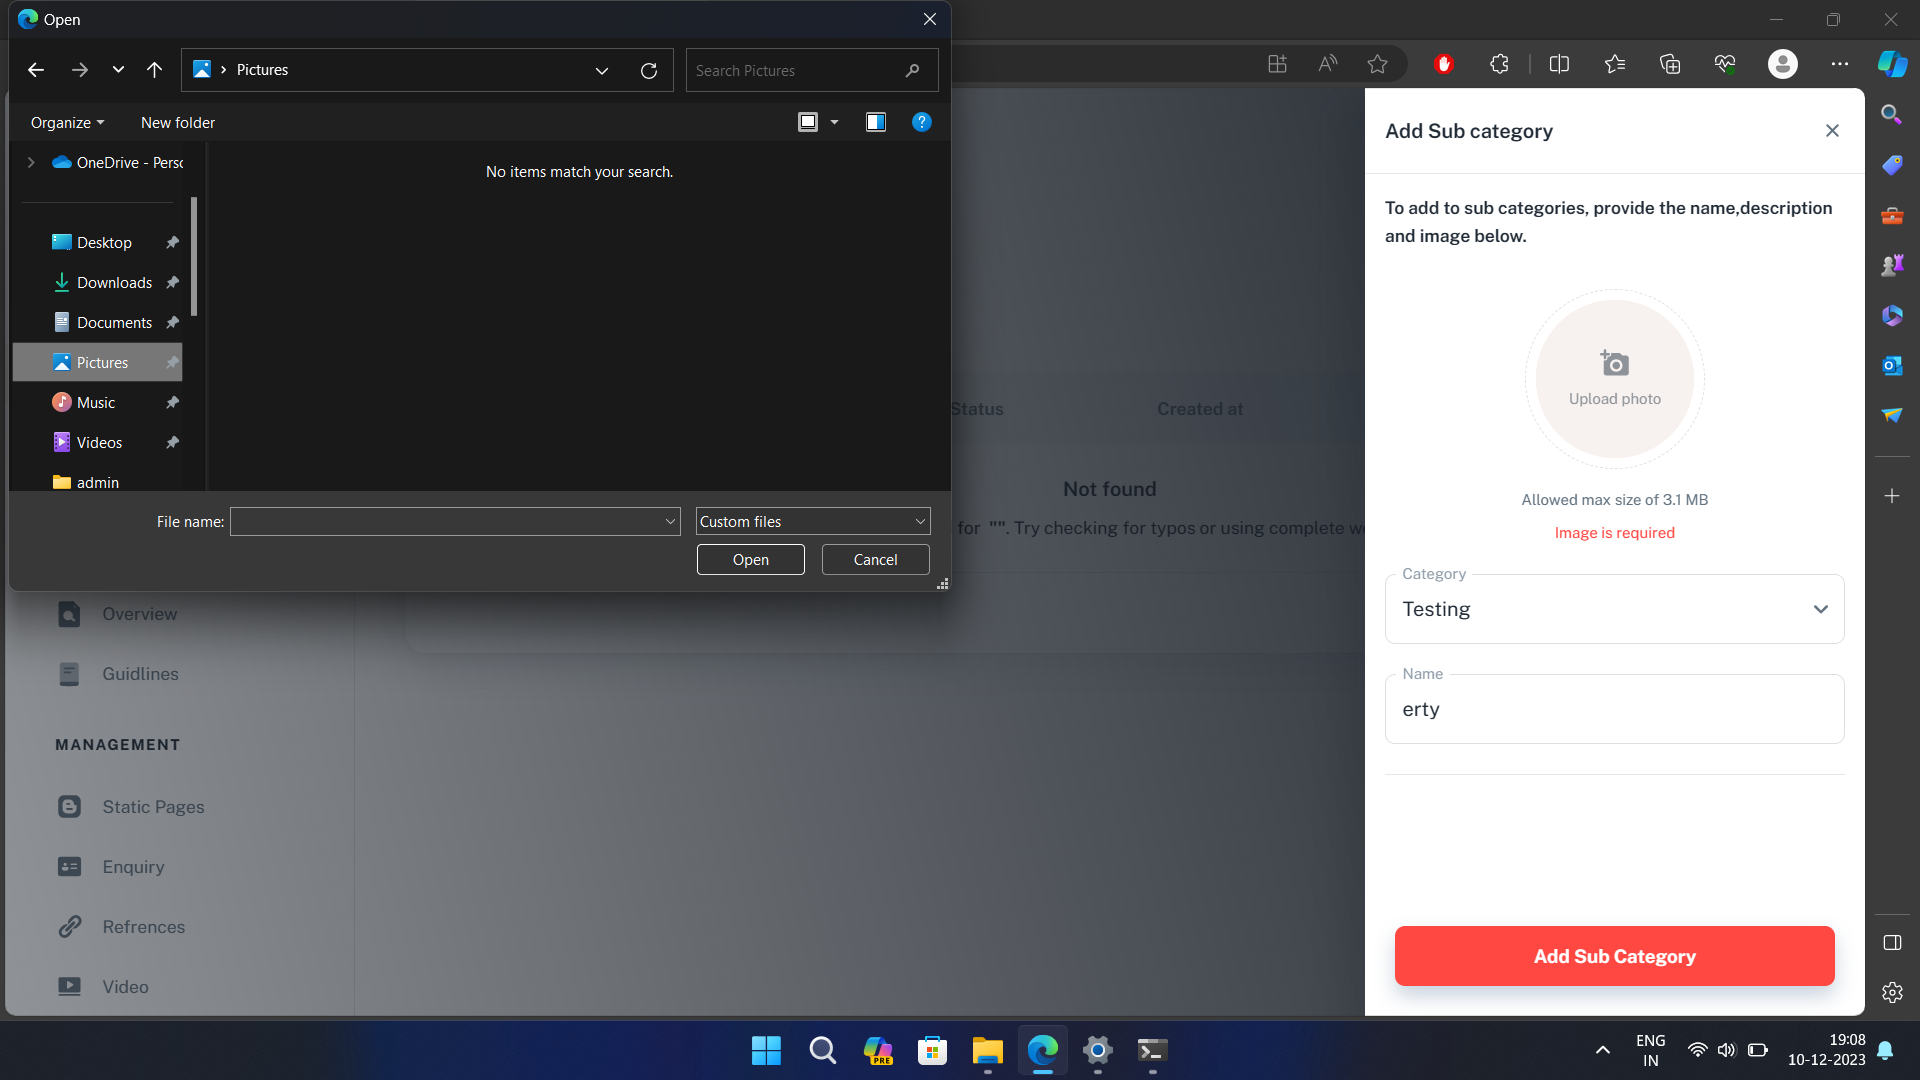 Open
Pictures
Search Pictures
Organize
New folder
OneDrive - Perso
No items match your search.
Desktop
Downloads
Documents
Pictures
Music
Videos
admin
File name:
Custom files
Open
Cancel
Status
Created at
Not found
for "". Try checking for typos or using complete wo
Overview
Guidlines
MANAGEMENT
Static Pages
Enquiry
Refrences
Video
Add Sub category
To add to sub categories, provide the name,description
and image below.
Upload photo
Allowed max size of 3.1 MB
Image is required
Category
Testing
Name
erty
Add Sub Category
PRE
ENG
IN
19:08
10-12-2023